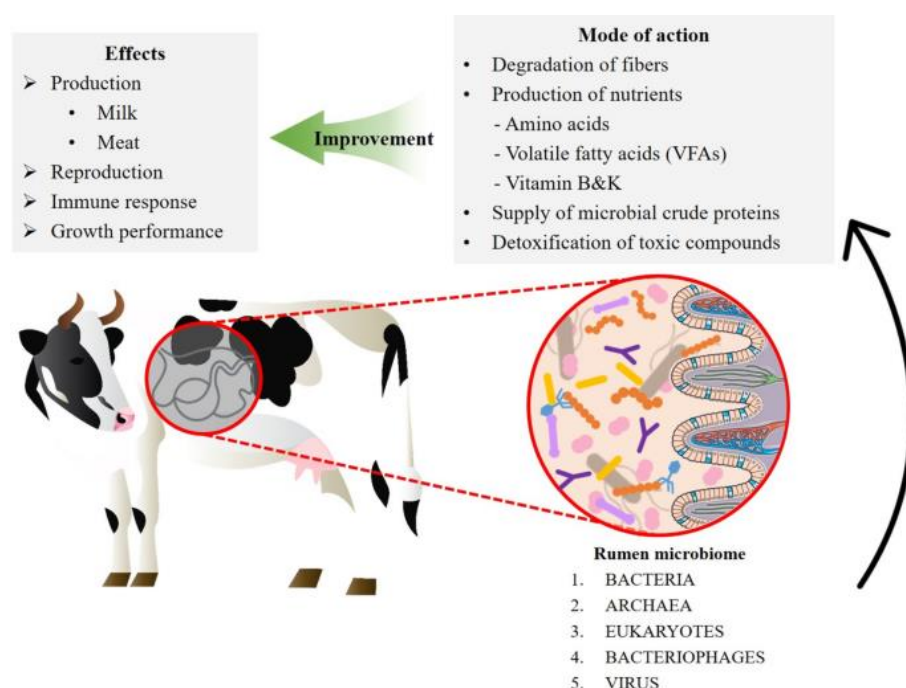 Effects
➢ Production
• Milk
• Meat
➢ Reproduction
➢ Immune response
➢ Growth performance
Improvement
Mode of action
• Degradation of fibers
• Production of nutrients
- Amino acids
- Volatile fatty acids (VFAs)
- Vitamin B&K
• Supply of microbial crude proteins
• Detoxification of toxic compounds
Rumen microbiome
1. BACTERIA
2. ARCHAEA
3. EUKARYOTES
4. BACTERIOPHAGES
5. VIRUS